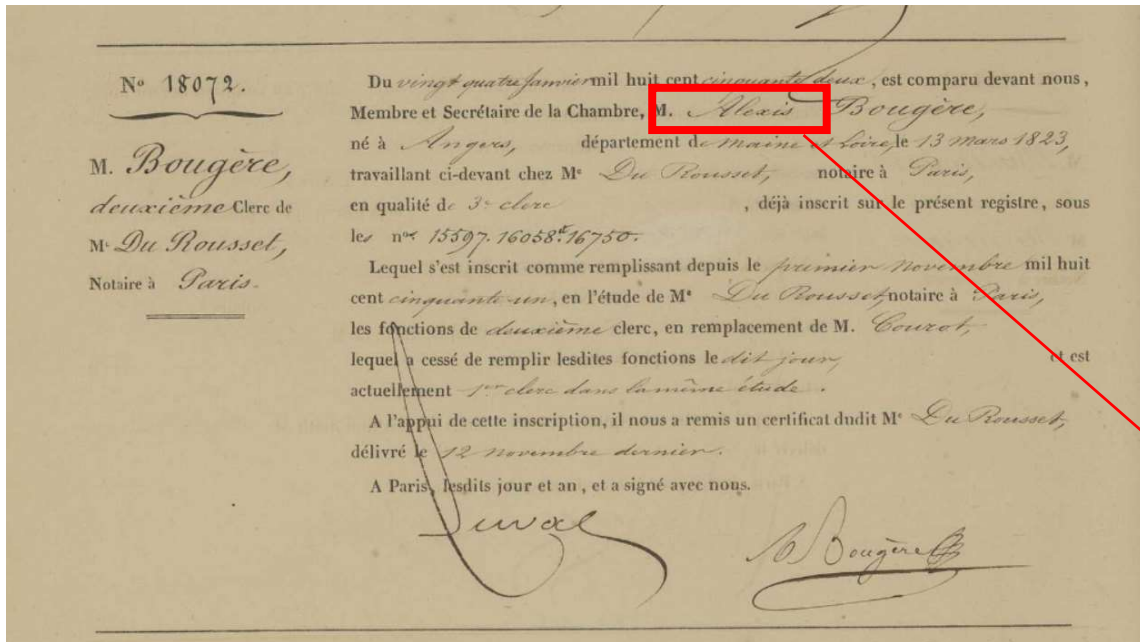 Nº 18072.
M. Bougère,
deuxième Clerc de
Mᵉ Du Rousset,
Notaire à Paris.
Du vingt quatre Janvier mil huit cent cinquante deux, est comparu devant nous,
Membre et Secrétaire de la Chambre, M. Alexis Bougère,
né à Angers, département de Maine et Loire, le 13 mars 1823,
travaillant ci-devant chez Mᵉ Du Rousset, notaire à Paris,
en qualité de 3ᵉ clerc , déjà inscrit sur le présent registre, sous
les nᵒˢ 15597. 16058 et 16750.
Lequel s'est inscrit comme remplissant depuis le premier novembre mil huit
cent cinquante-un, en l'étude de Mᵉ Du Rousset, notaire à Paris,
les fonctions de deuxième clerc, en remplacement de M. Courot,
lequel a cessé de remplir lesdites fonctions le dit jour, et est
actuellement 1ᵉʳ clerc dans la même étude.
A l'appui de cette inscription, il nous a remis un certificat dudit Mᵉ Du Rousset,
délivré le 12 novembre dernier.
A Paris, lesdits jour et an, et a signé avec nous.
Duval
A Bougère